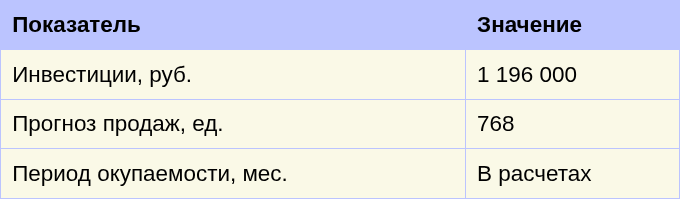 Показатель Значение
Инвестиции, руб. 1 196 000
Прогноз продаж, ед. 768
Период окупаемости, мес. В расчетах